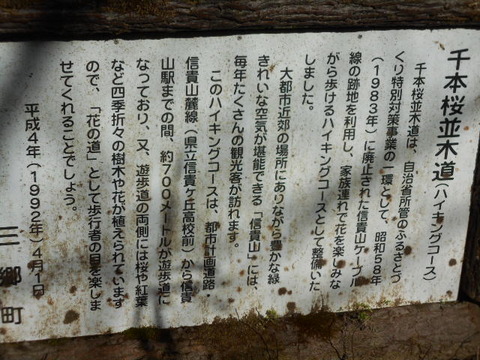 千本桜並木道(ハイキングコース)
千本桜並木道は、自治省所管のふるさとづ
くり特別対策事業の一環として、昭和58年
(1983年)に廃止された信貴山ケーブル
線の跡地を利用し、家族連れで花を楽しみな
がら歩けるハイキングコースとして整備いた
しました。
大都市近郊の場所にありながら豊かな緑
きれいな空気が堪能できる「信貴山」には、
毎年たくさんの観光客が訪れます。
このハイキングコースは、都市計画道路・
信貴山麓線(県立信貴ケ丘高校前)から信貴
山駅までの間、約700メートルが遊歩道に
なっており、又、遊歩道の両側には桜や紅葉
など四季折々の樹木や花が植えられています
ので、「花の道」として歩行者の目を楽しま
せてくれることでしょう。
平成4年(1992年)4月1日
三郷町